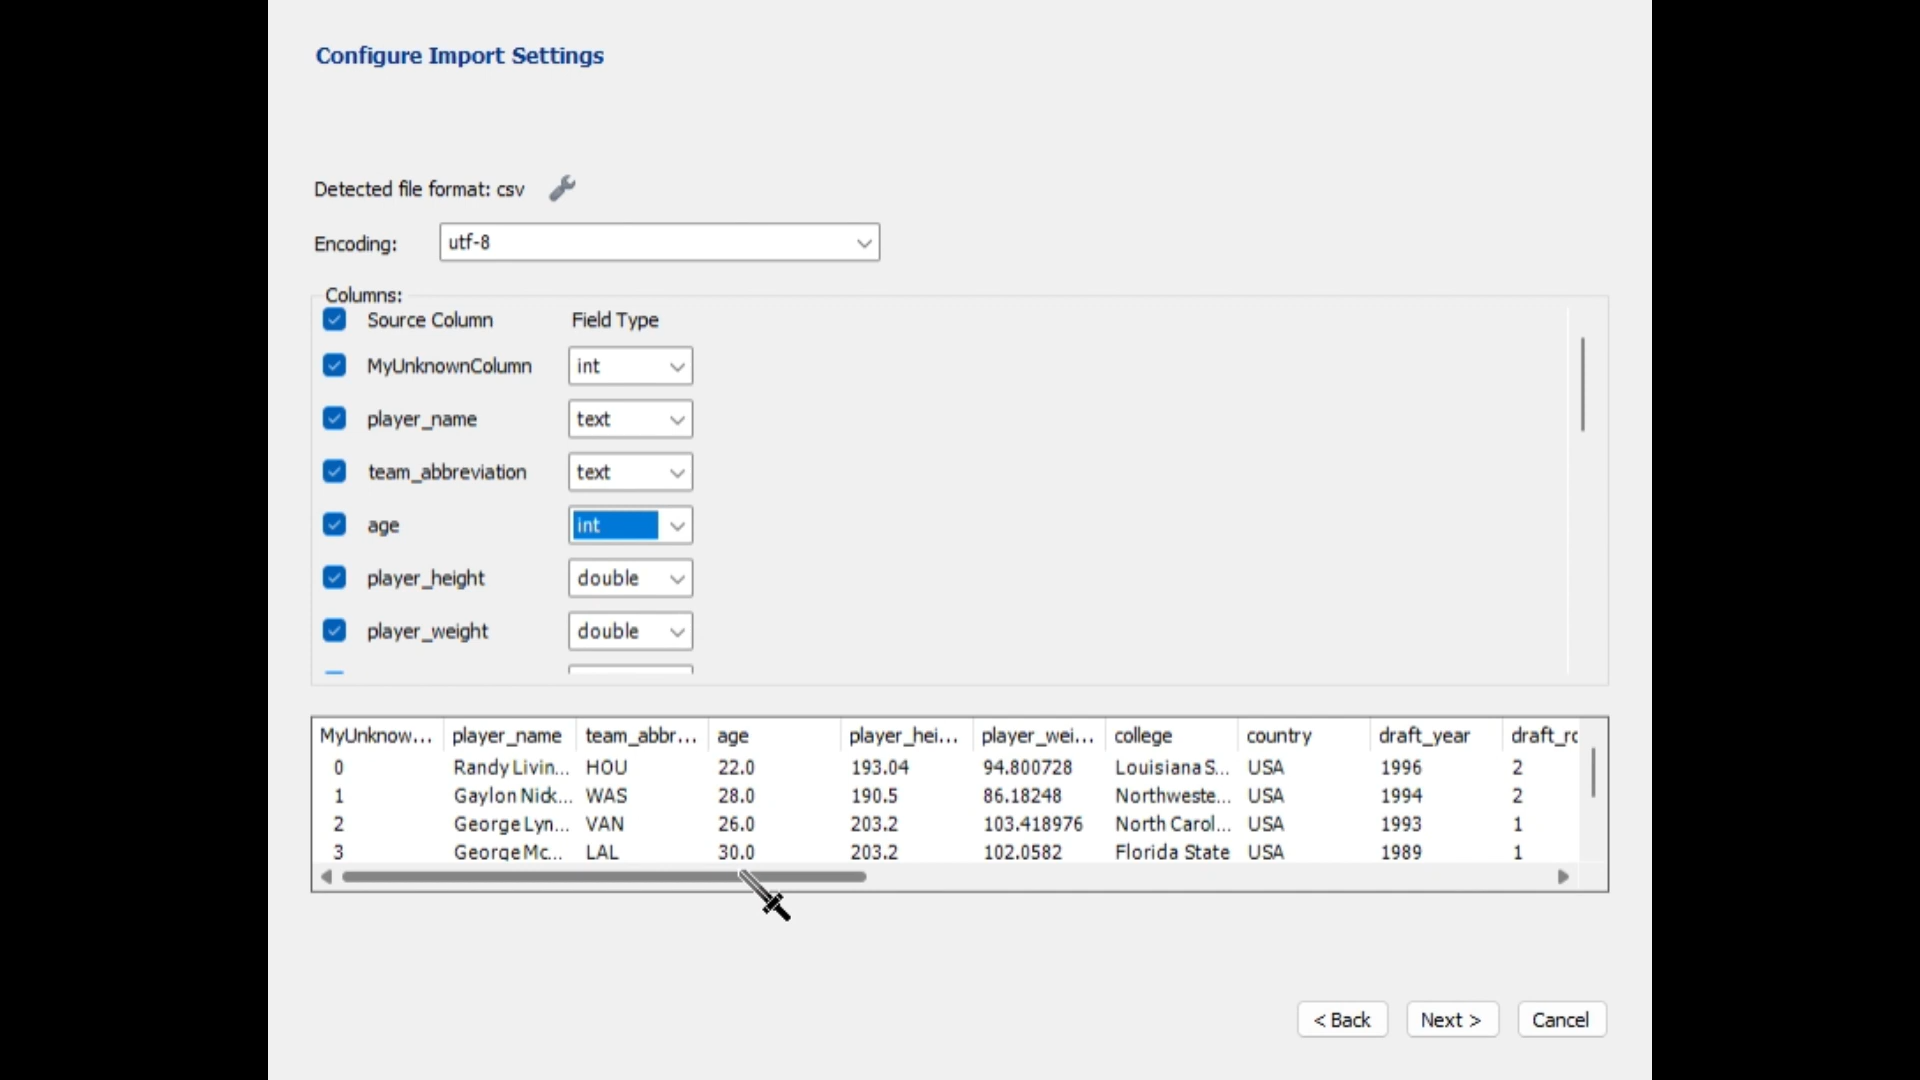 Configure Import Settings
Detected file format: csv
Encoding: utf-8
Columns:
Source Column Field Type
MyUnknownColumn int
player_name text
team_abbreviation text
age int
player_height double
player_weight double
MyUnknow... player_name team_abbr... age player_hei... player_wei... college country draft_year draft_rc
0 Randy Livin... HOU 22.0 193.04 94.800728 Louisiana S... USA 1996 2
1 Gaylon Nick... WAS 28.0 190.5 86.18248 Northweste... USA 1994 2
2 George Lyn... VAN 26.0 203.2 103.418976 North Carol... USA 1993 1
3 George Mc... LAL 30.0 203.2 102.0582 Florida State USA 1989 1
< Back Next > Cancel